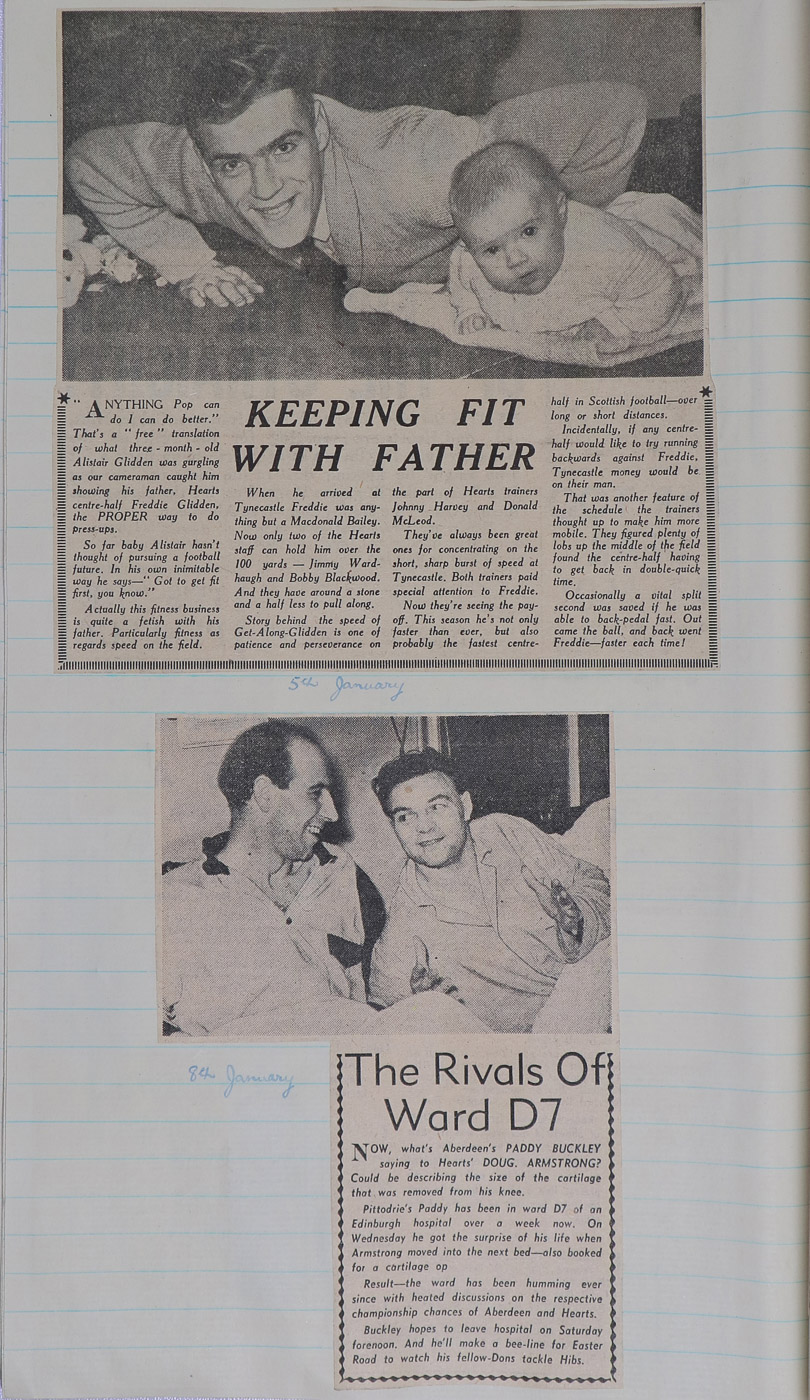 " ANYTHING Pop can
do I can do better."
That's a " free " translation
of what three - month - old
Alistair Glidden was gurgling
as our cameraman caught him
showing his father, Hearts
centre-half Freddie Glidden,
the PROPER way to do
press-ups.
So far baby Alistair hasn't
thought of pursuing a football
future. In his own inimitable
way he says—" Got to get fit
first, you know."
Actually this fitness business
is quite a fetish with his
father. Particularly fitness as
regards speed on the field.
KEEPING FIT
WITH FATHER
When he arrived at
Tynecastle Freddie was any-
thing but a Macdonald Bailey.
Now only two of the Hearts
staff can hold him over the
100 yards — Jimmy Ward-
haugh and Bobby Blackwood.
And they have around a stone
and a half less to pull along.
Story behind the speed of
Get-Along-Glidden is one of
patience and perseverance on
the part of Hearts trainers
Johnny Harvey and Donald
McLeod.
They've always been great
ones for concentrating on the
short, sharp burst of speed at
Tynecastle. Both trainers paid
special attention to Freddie.
Now they're seeing the pay-
off. This season he's not only
faster than ever, but also
probably the fastest centre-
half in Scottish football—over
long or short distances.
Incidentally, if any centre-
half would like to try running
backwards against Freddie,
Tynecastle money would be
on their man.
That was another feature of
the schedule the trainers
thought up to make him more
mobile. They figured plenty of
lobs up the middle of the field
found the centre-half having
to get back in double-quick
time.
Occasionally a vital split
second was saved if he was
able to back-pedal fast. Out
came the ball, and back went
Freddie—faster each time!
5th January
8th January
The Rivals Of
Ward D7
NOW, what's Aberdeen's PADDY BUCKLEY
saying to Hearts' DOUG. ARMSTRONG?
Could be describing the size of the cartilage
that was removed from his knee.
Pittodrie's Paddy has been in ward D7 of an
Edinburgh hospital over a week now. On
Wednesday he got the surprise of his life when
Armstrong moved into the next bed—also booked
for a cartilage op
Result—the ward has been humming ever
since with heated discussions on the respective
championship chances of Aberdeen and Hearts.
Buckley hopes to leave hospital on Saturday
forenoon. And he'll make a bee-line for Easter
Road to watch his fellow-Dons tackle Hibs.